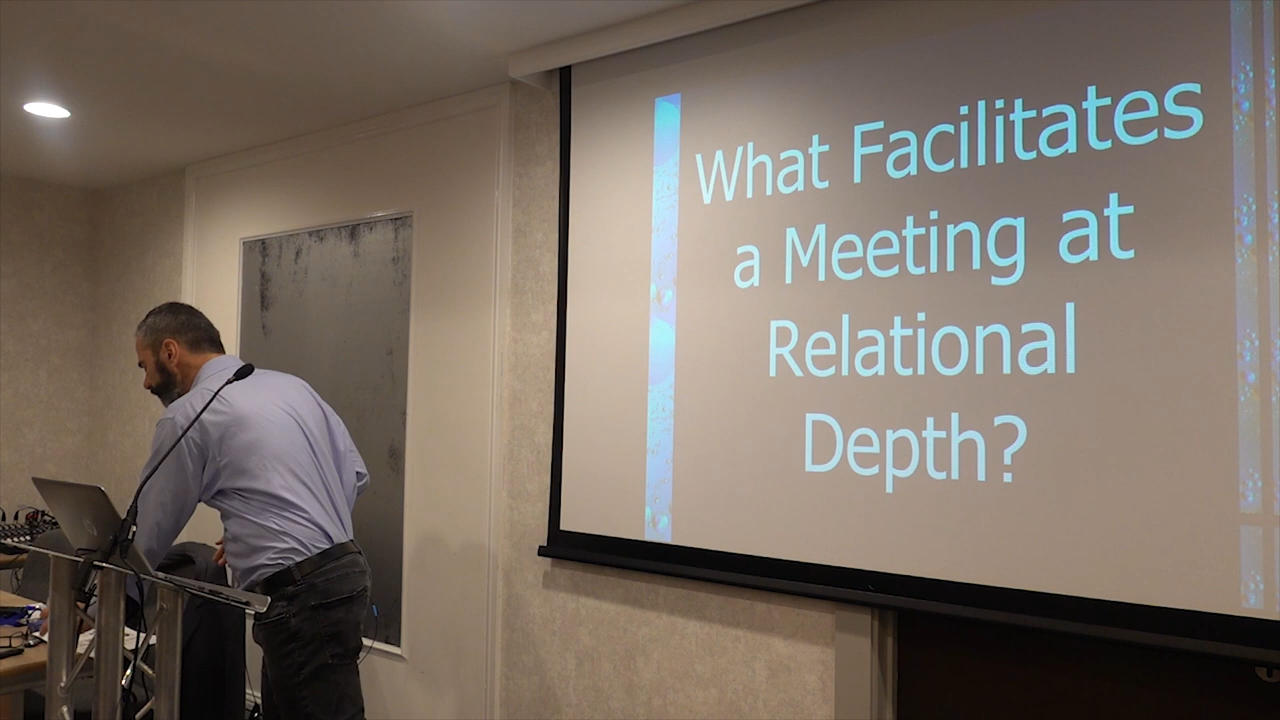 What Facilitates
a Meeting at
Relational
Depth?